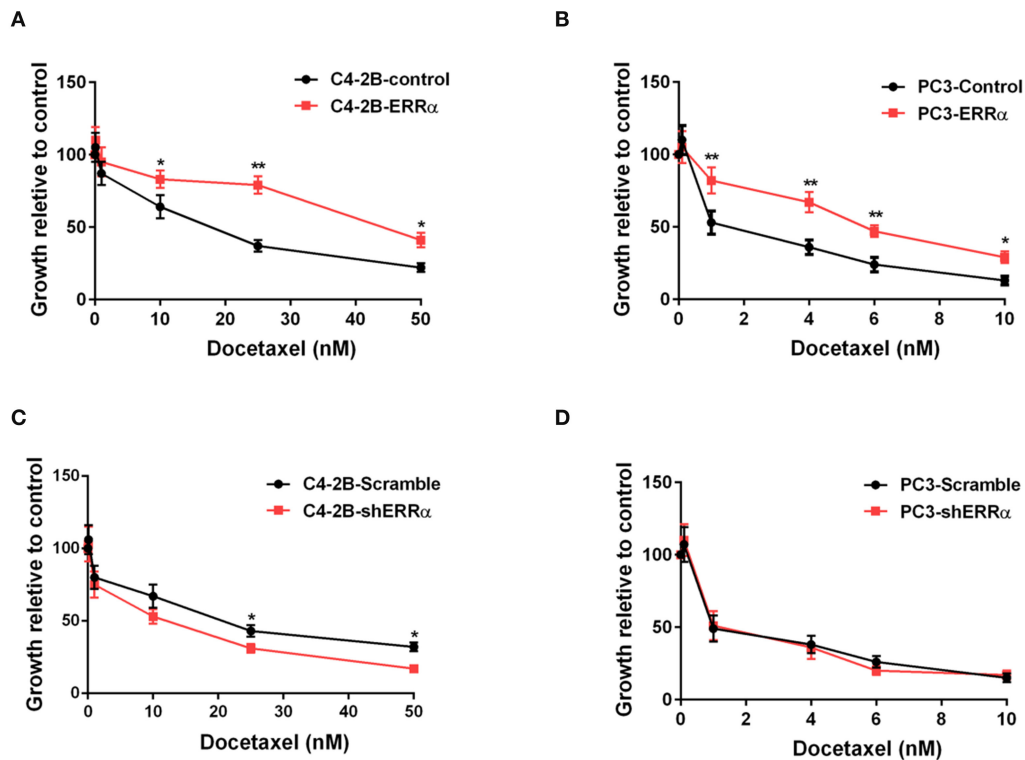 A
C4-2B-control
C4-2B-ERRα
Growth reletive to control
150
100
50
0
* ** *
0 10 20 30 40 50
Docetaxel (nM)
B
PC3-Control
PC3-ERRα
Growth reletive to control
150
100
50
0
** ** ** *
0 2 4 6 8 10
Docetaxel (nM)
C
C4-2B-Scramble
C4-2B-shERRα
Growth reletive to control
150
100
50
0
* *
0 10 20 30 40 50
Docetaxel (nM)
D
PC3-Scramble
PC3-shERRα
Growth reletive to control
150
100
50
0
0 2 4 6 8 10
Docetaxel (nM)